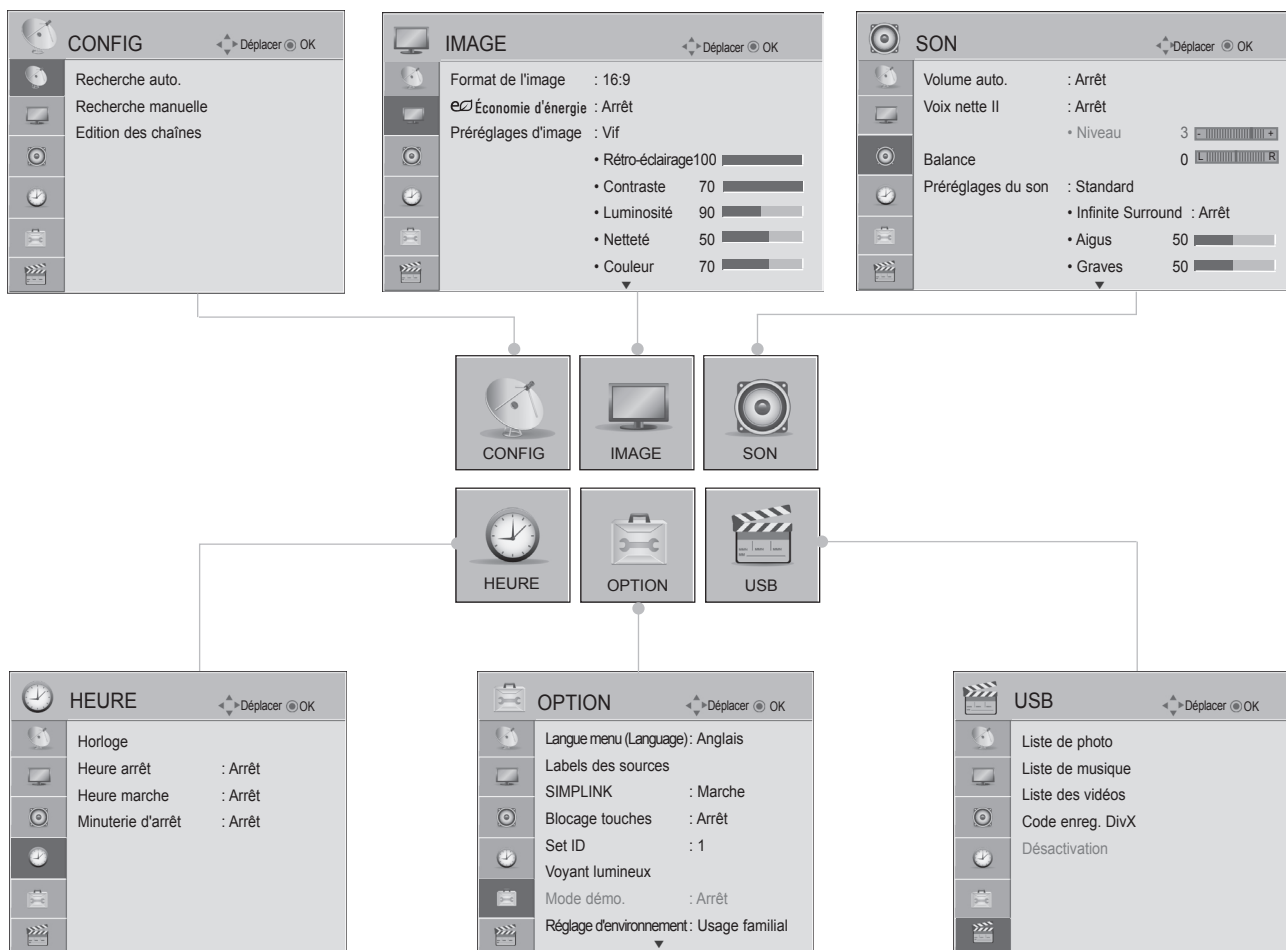 CONFIG Déplacer OK
Recherche auto.
Recherche manuelle
Edition des chaînes
IMAGE Déplacer OK
Format de l'image : 16:9
Économie d'énergie : Arrêt
Préréglages d'image : Vif
• Rétro-éclairage100
• Contraste 70
• Luminosité 90
• Netteté 50
• Couleur 70
SON Déplacer OK
Volume auto. : Arrêt
Voix nette II : Arrêt
• Niveau 3 - +
Balance 0 L R
Préréglages du son : Standard
• Infinite Surround : Arrêt
• Aigus 50
• Graves 50
CONFIG
IMAGE
SON
HEURE
OPTION
USB
HEURE Déplacer OK
Horloge
Heure arrêt : Arrêt
Heure marche : Arrêt
Minuterie d'arrêt : Arrêt
OPTION Déplacer OK
Langue menu (Language) : Anglais
Labels des sources
SIMPLINK : Marche
Blocage touches : Arrêt
Set ID : 1
Voyant lumineux
Mode démo. : Arrêt
Réglage d'environnement : Usage familial
USB Déplacer OK
Liste de photo
Liste de musique
Liste des vidéos
Code enreg. DivX
Désactivation